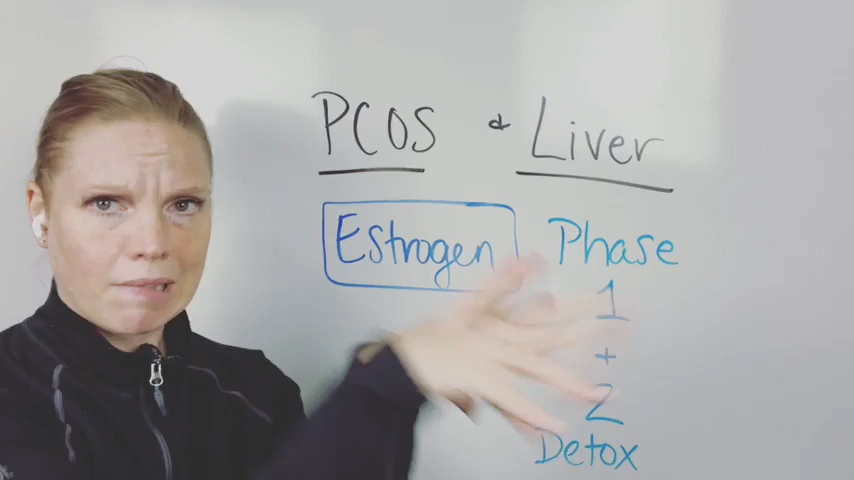 PCOS & Liver
Estrogen Phase
1
+
2
Detox